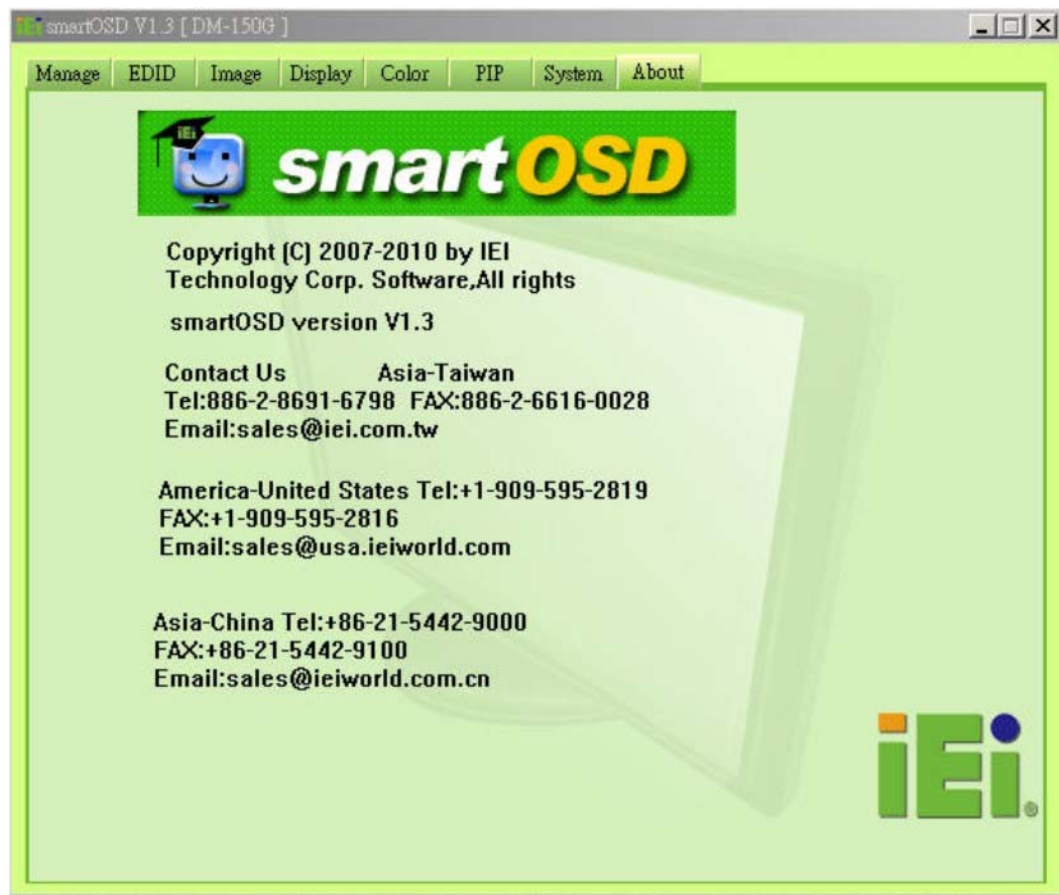 iEi smartOSD V1.3 [ DM-150G ]
Manage EDID Image Display Color PIP System About
iEi
smartOSD
Copyright (C) 2007-2010 by IEI
Technology Corp. Software,All rights
smartOSD version V1.3
Contact Us Asia-Taiwan
Tel:886-2-8691-6798 FAX:886-2-6616-0028
Email:sales@iei.com.tw
America-United States Tel:+1-909-595-2819
FAX:+1-909-595-2816
Email:sales@usa.ieiworld.com
Asia-China Tel:+86-21-5442-9000
FAX:+86-21-5442-9100
Email:sales@ieiworld.com.cn
iEi®